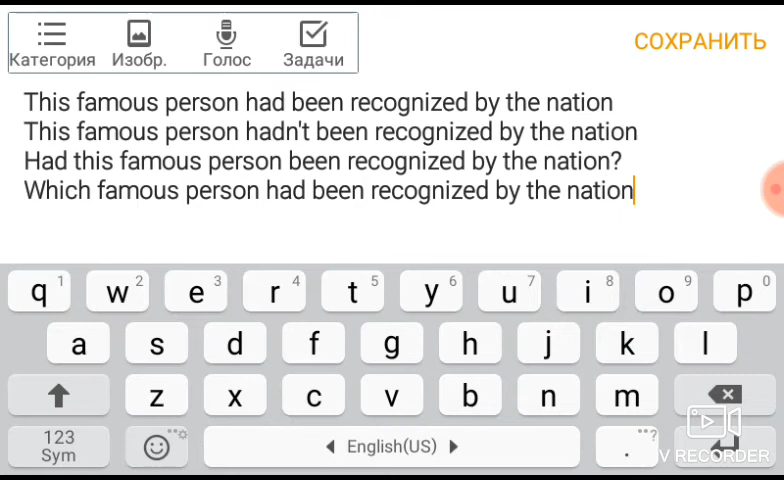 Категория Изобр. Голос Задачи СОХРАНИТЬ
This famous person had been recognized by the nation
This famous person hadn't been recognized by the nation
Had this famous person been recognized by the nation?
Which famous person had been recognized by the nation
q 1 w 2 e 3 r 4 t 5 y 6 u 7 i 8 o 9 p 0
a s d f g h j k l
z x c v b n m
123 Sym English(US) . ?
V RECORDER